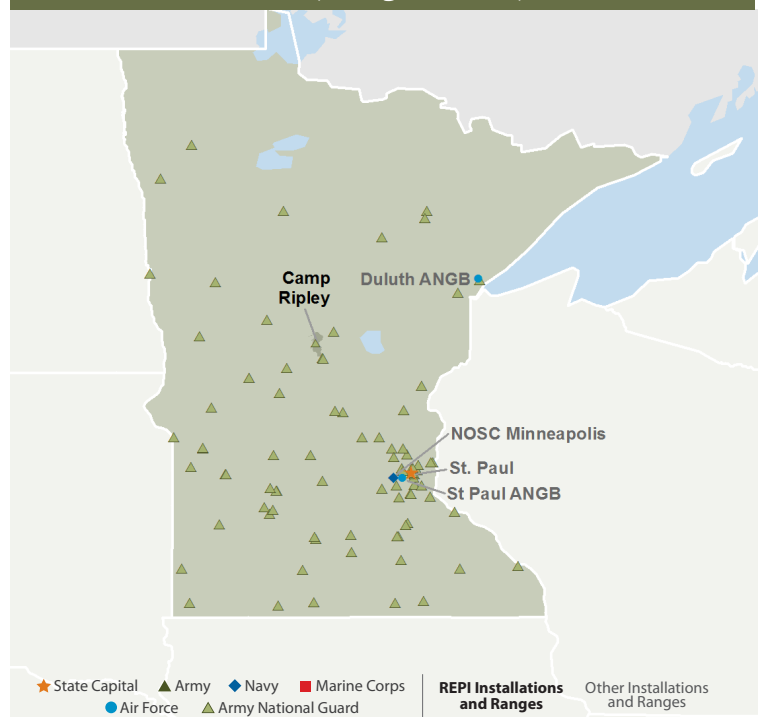 Camp
Ripley
Duluth ANGB
NOSC Minneapolis
St. Paul
St Paul ANGB
State Capital
Army
Navy
Marine Corps
Air Force
Army National Guard
REPI Installations
and Ranges
Other Installations
and Ranges